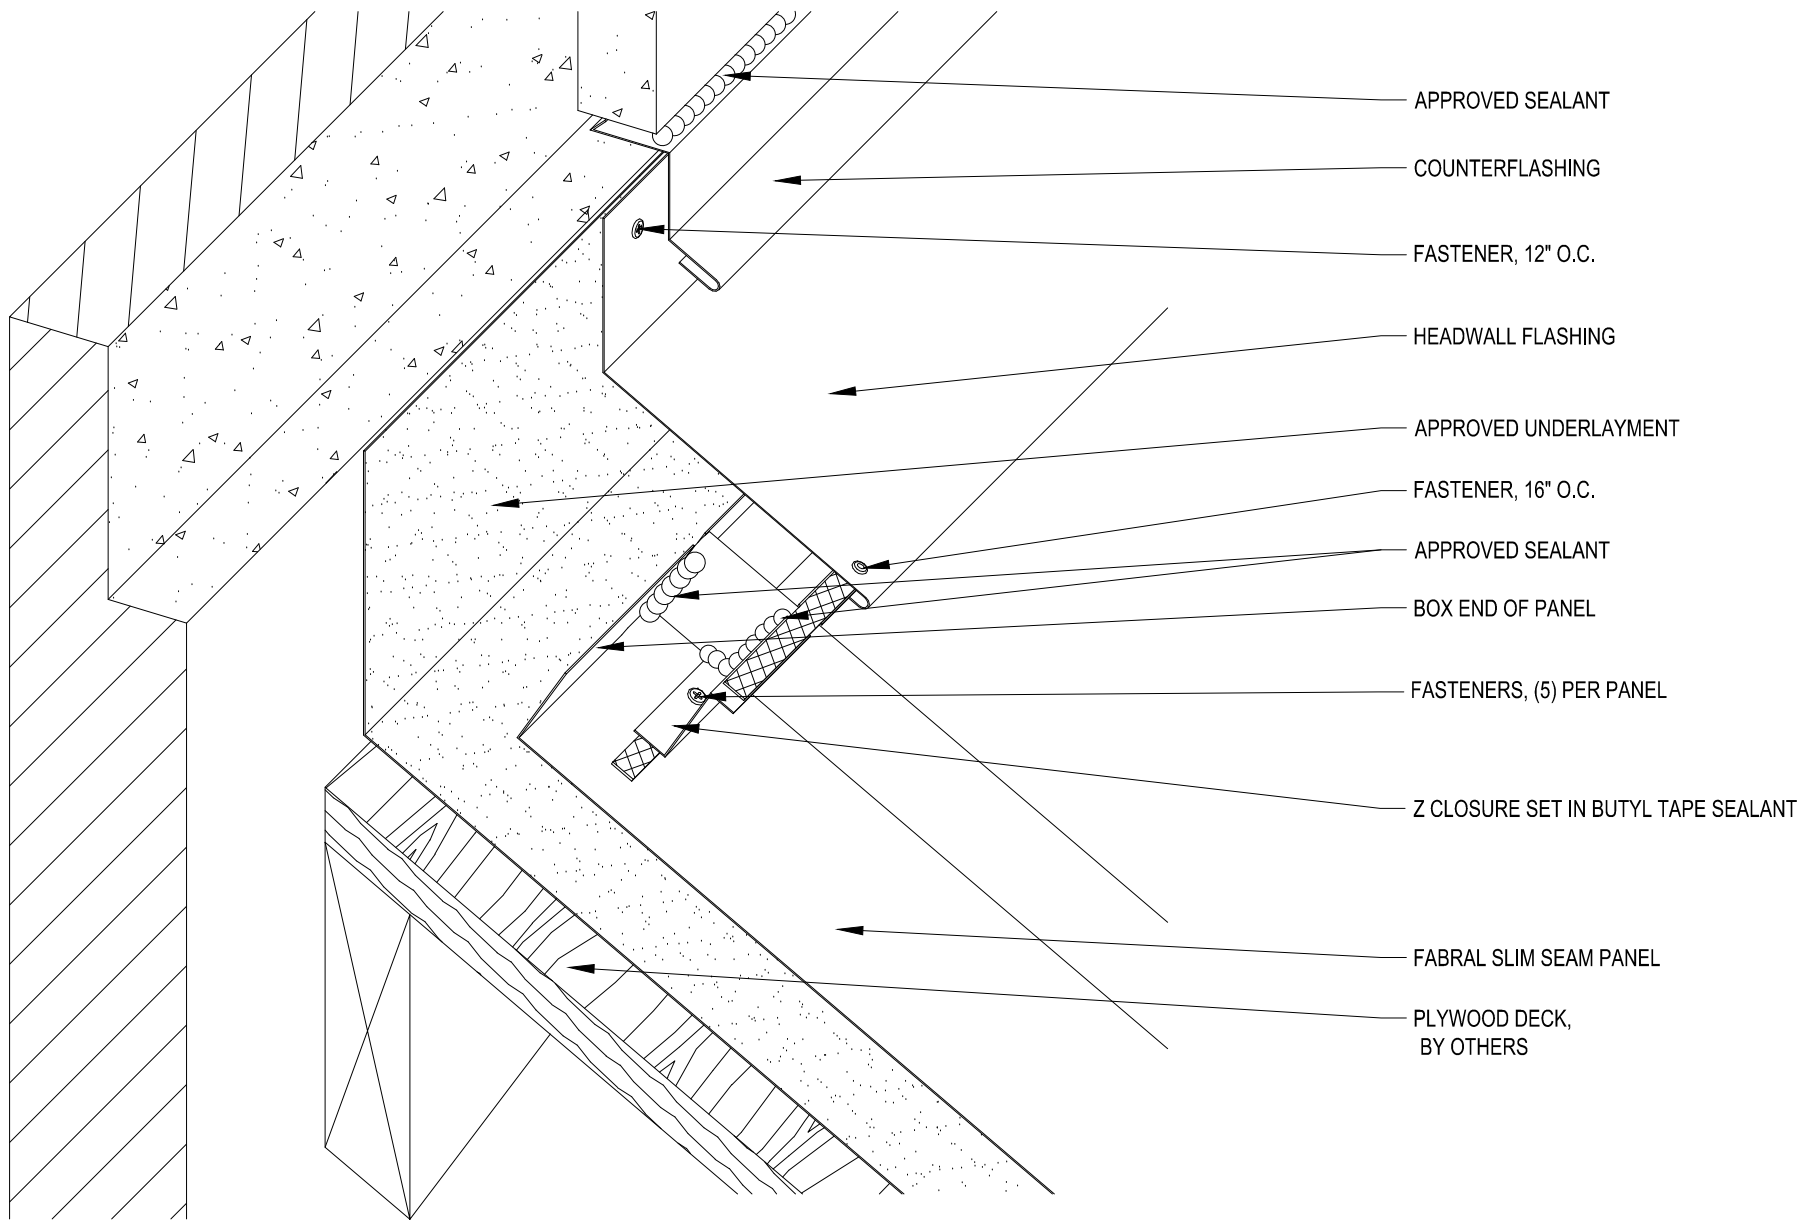 APPROVED SEALANT
COUNTERFLASHING
FASTENER, 12" O.C.
HEADWALL FLASHING
APPROVED UNDERLAYMENT
FASTENER, 16" O.C.
APPROVED SEALANT
BOX END OF PANEL
FASTENERS, (5) PER PANEL
Z CLOSURE SET IN BUTYL TAPE SEALANT
FABRAL SLIM SEAM PANEL
PLYWOOD DECK,
BY OTHERS